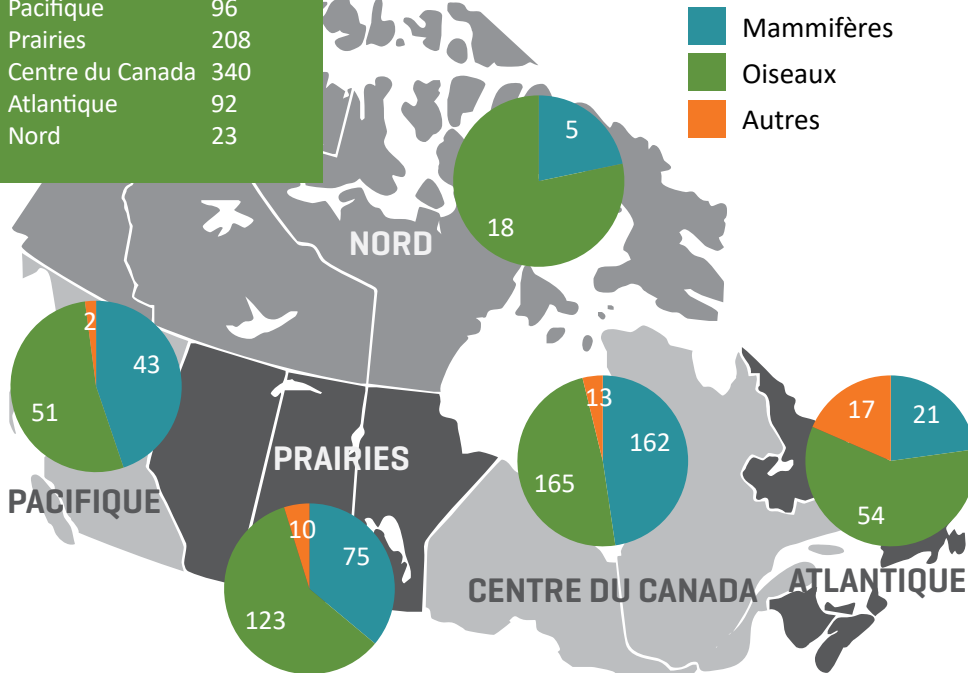 Pacifique 96
Prairies 208
Centre du Canada 340
Atlantique 92
Nord 23
Mammifères
Oiseaux
Autres
5
18
NORD
2
43
51
PACIFIQUE
PRAIRIES
10
75
123
13
162
165
CENTRE DU CANADA
17
21
54
ATLANTIQUE